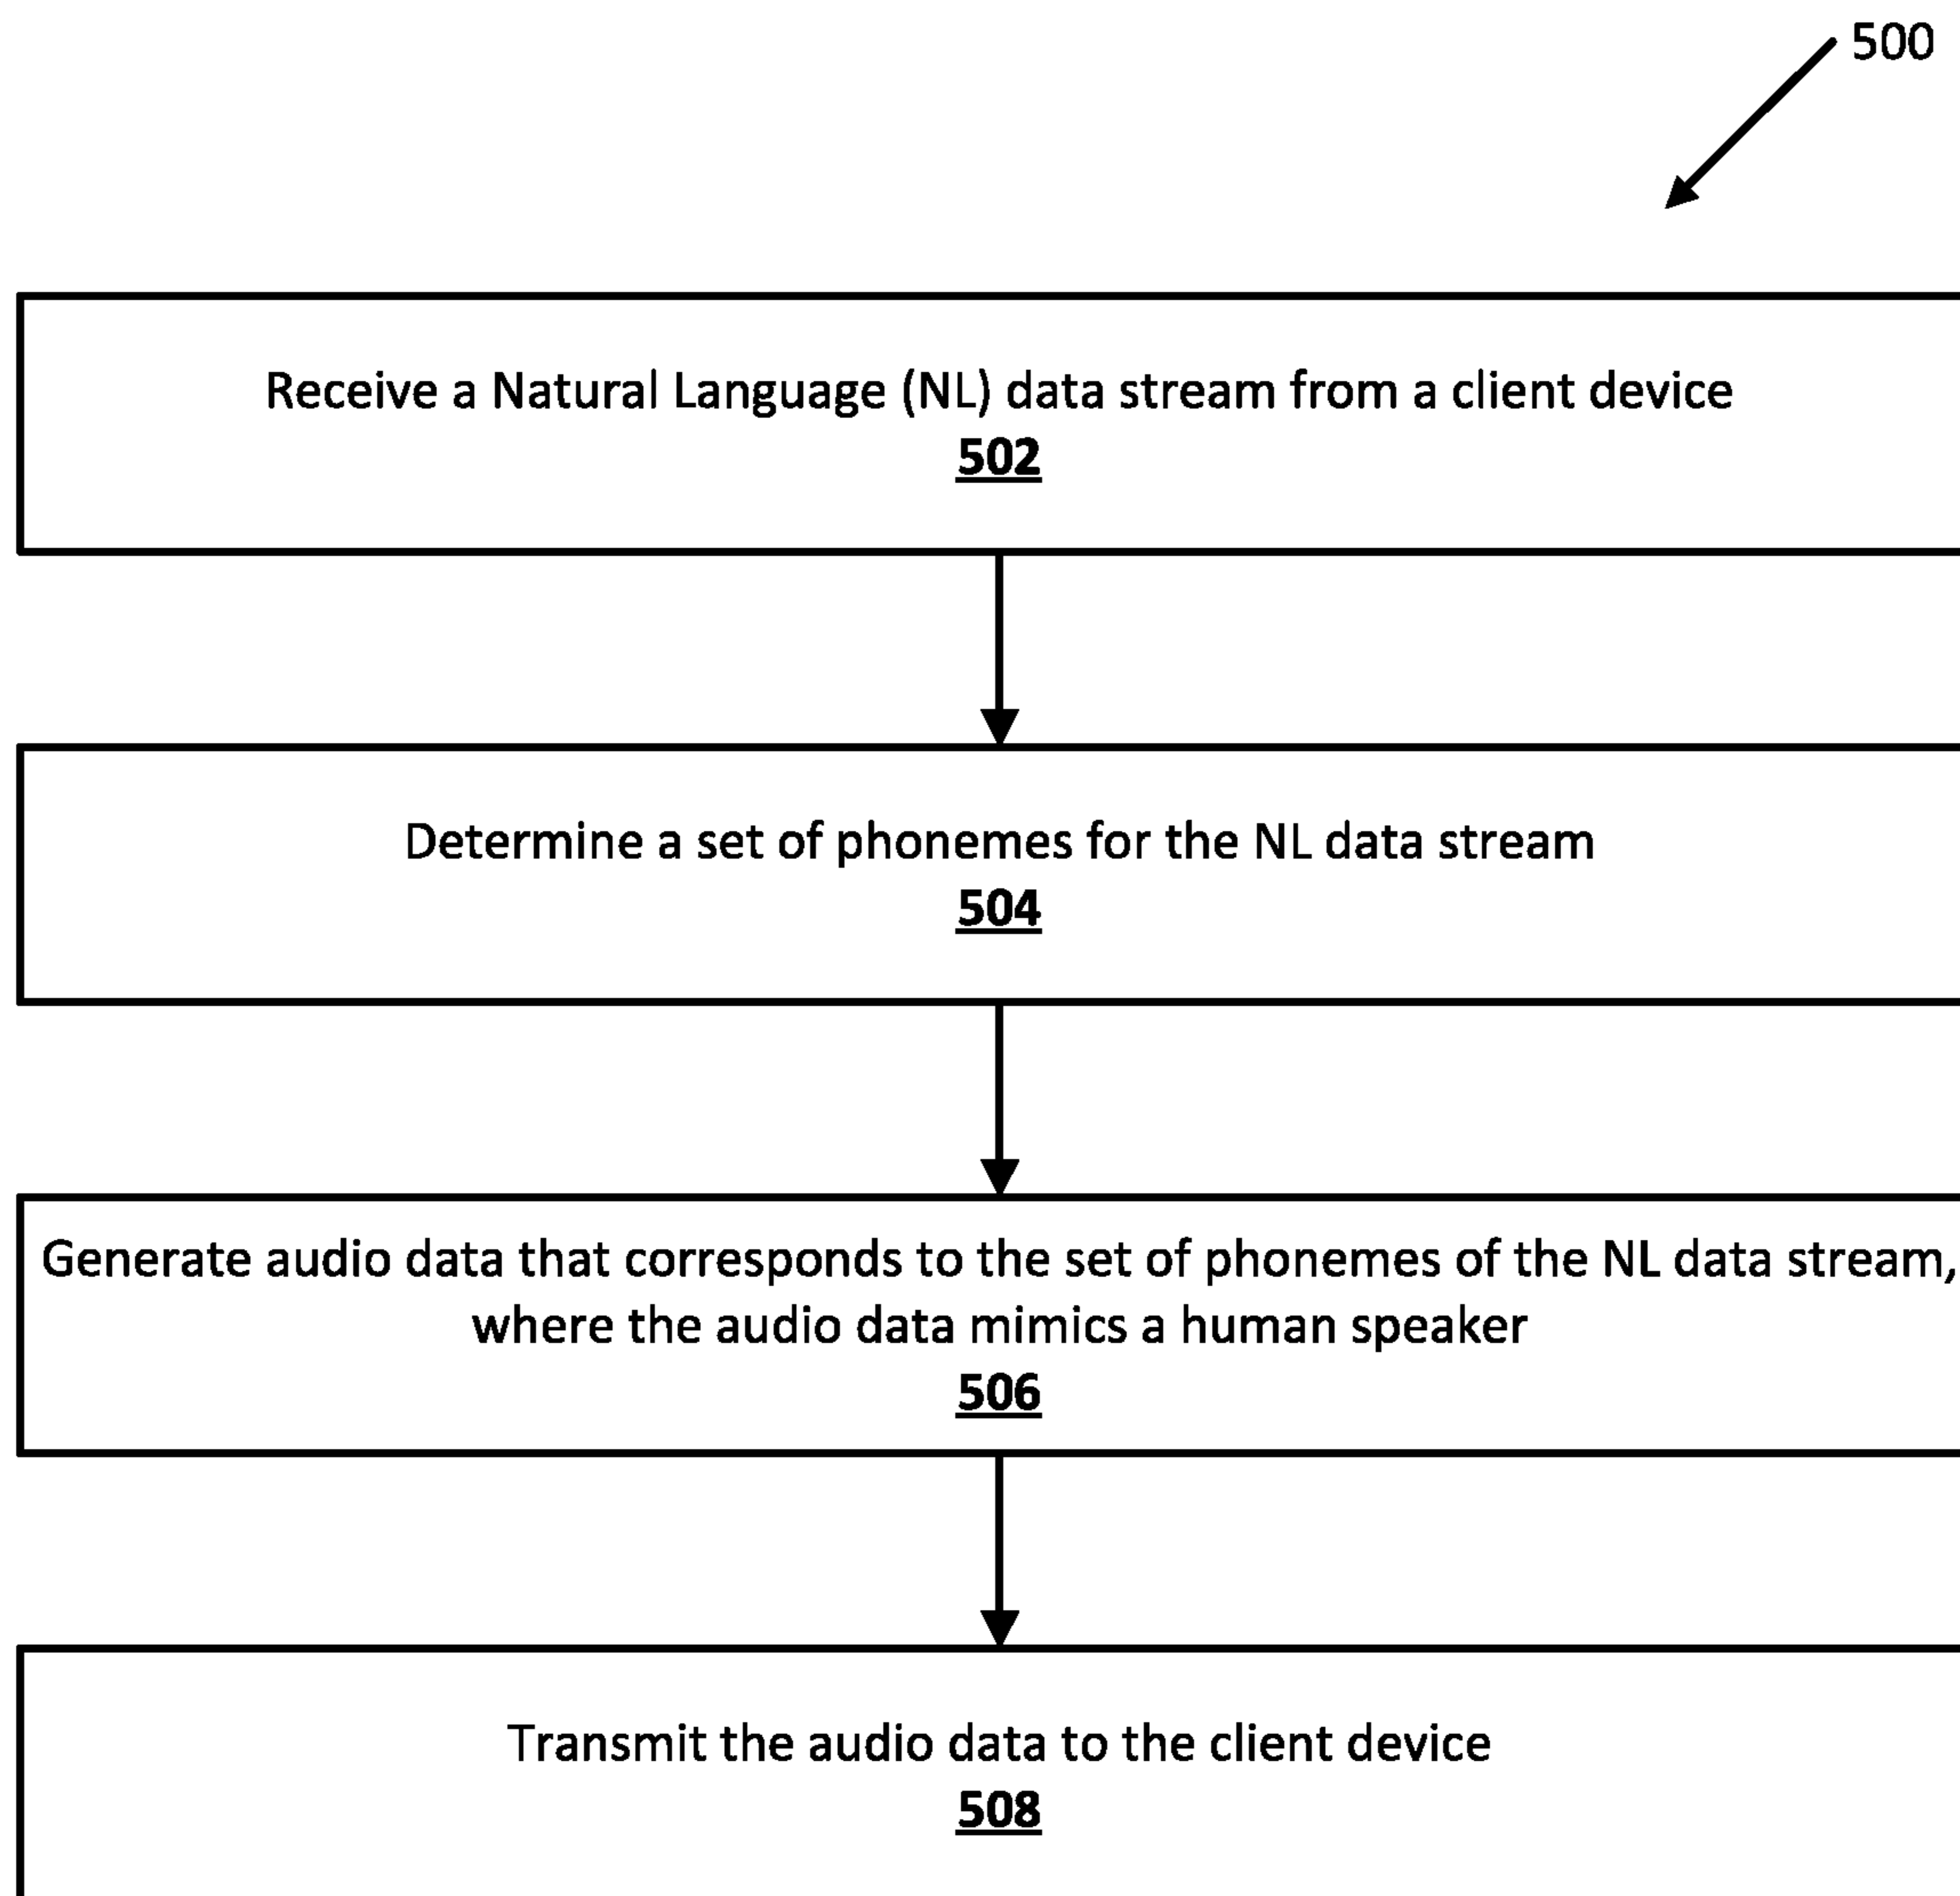 500
Receive a Natural Language (NL) data stream from a client device
502
Determine a set of phonemes for the NL data stream
504
Generate audio data that corresponds to the set of phonemes of the NL data stream,
where the audio data mimics a human speaker
506
Transmit the audio data to the client device
508